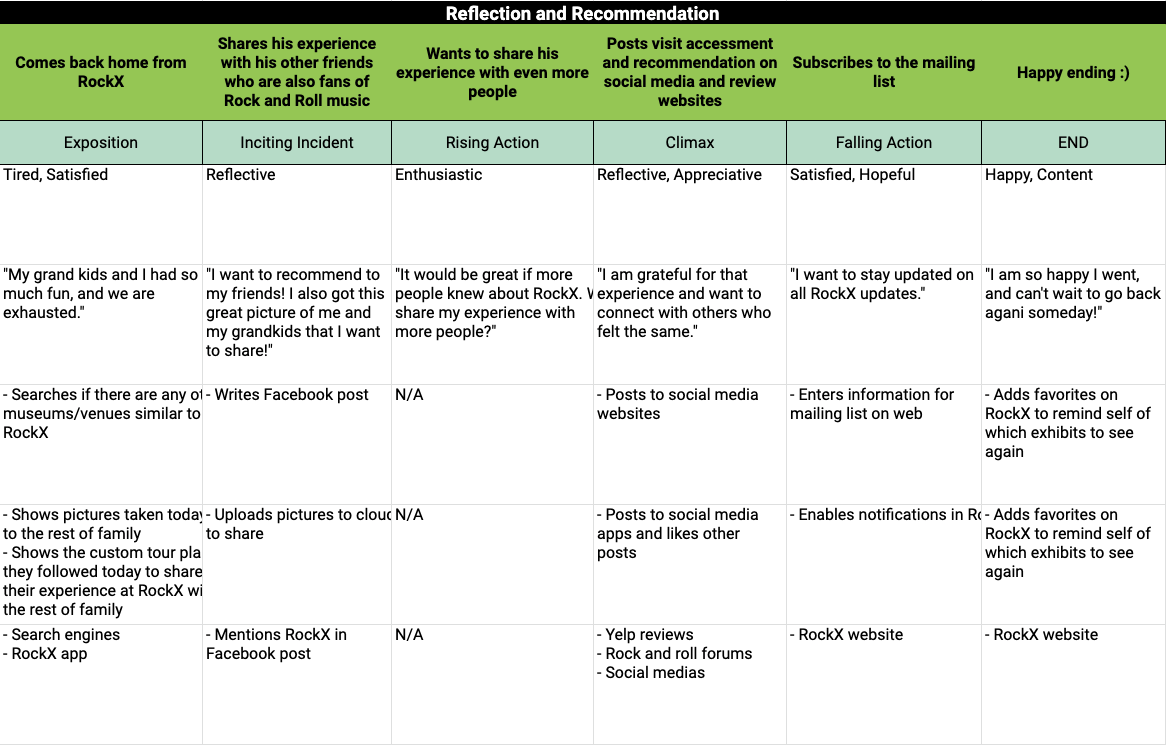 Reflection and Recommendation
Comes back home from
RockX
Shares his experience
with his other friends
who are also fans of
Rock and Roll music
Wants to share his
experience with even more
people
Posts visit accessment
and recommendation on
social media and review
websites
Subscribes to the mailing
list
Happy ending :)
Exposition
Inciting Incident
Rising Action
Climax
Falling Action
END
Tired, Satisfied
Reflective
Enthusiastic
Reflective, Appreciative
Satisfied, Hopeful
Happy, Content
"My grand kids and I had so
much fun, and we are
exhausted."
"I want to recommend to
my friends! I also got this
great picture of me and
my grandkids that I want
to share!"
"It would be great if more
people knew about RockX.
share my experience with
more people?"
"I am grateful for that
experience and want to
connect with others who
felt the same."
"I want to stay updated on
all RockX updates."
"I am so happy I went,
and can't wait to go back
agani someday!"
- Searches if there are any
museums/venues similar to
RockX
- Writes Facebook post
N/A
- Posts to social media
websites
- Enters information for
mailing list on web
- Adds favorites on
RockX to remind self of
which exhibits to see
again
- Shows pictures taken today
to the rest of family
- Shows the custom tour
they followed today to share
their experience at RockX
the rest of family
- Uploads pictures to cloud
to share
N/A
- Posts to social media
apps and likes other
posts
- Enables notifications in
- Adds favorites on
RockX to remind self of
which exhibits to see
again
- Search engines
- RockX app
- Mentions RockX in
Facebook post
N/A
- Yelp reviews
- Rock and roll forums
- Social medias
- RockX website
- RockX website